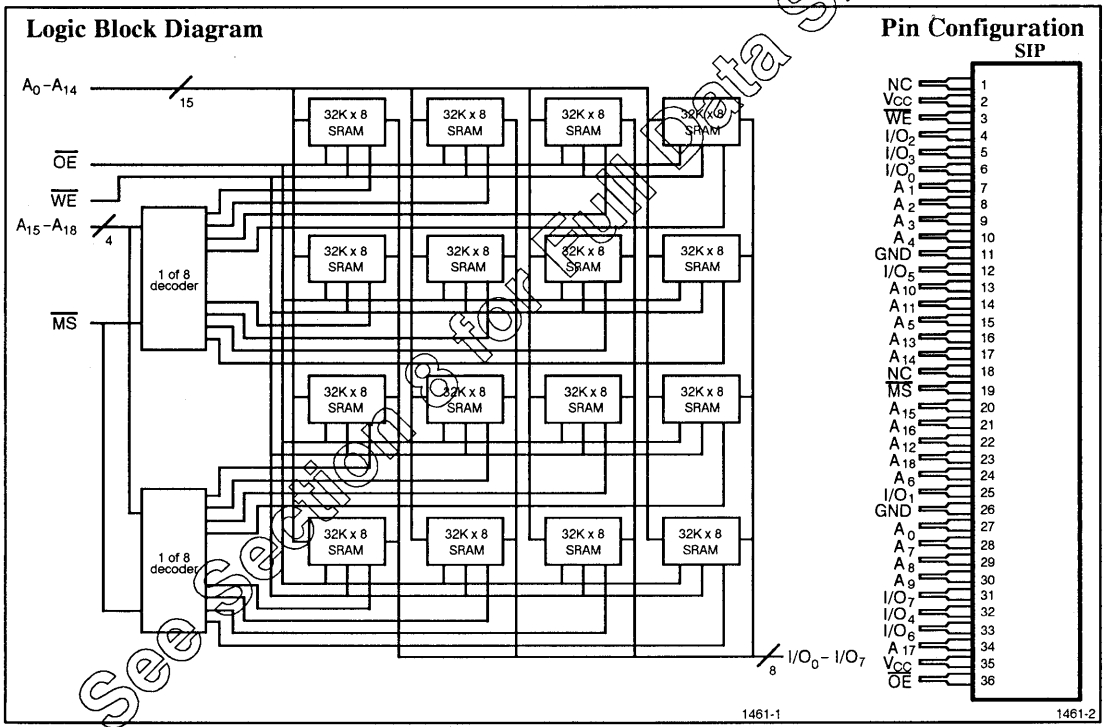 Logic Block Diagram
Pin Configuration
SIP
A0–A14
15
OE
WE
A15–A18
4
MS
1 of 8
decoder
1 of 8
decoder
32K x 8
SRAM
32K x 8
SRAM
32K x 8
SRAM
32K x 8
SRAM
32K x 8
SRAM
32K x 8
SRAM
32K x 8
SRAM
32K x 8
SRAM
32K x 8
SRAM
32K x 8
SRAM
32K x 8
SRAM
32K x 8
SRAM
32K x 8
SRAM
32K x 8
SRAM
32K x 8
SRAM
32K x 8
SRAM
8
I/O0 – I/O7
1461-1
NC 1
VCC 2
WE 3
I/O2 4
I/O3 5
I/O0 6
A1 7
A2 8
A3 9
A4 10
GND 11
I/O5 12
A10 13
A11 14
A5 15
A13 16
A14 17
NC 18
MS 19
A15 20
A16 21
A12 22
A18 23
A6 24
I/O1 25
GND 26
A0 27
A7 28
A8 29
A9 30
I/O7 31
I/O4 32
I/O6 33
A17 34
VCC 35
OE 36
1461-2
See Section 8 for Full Data